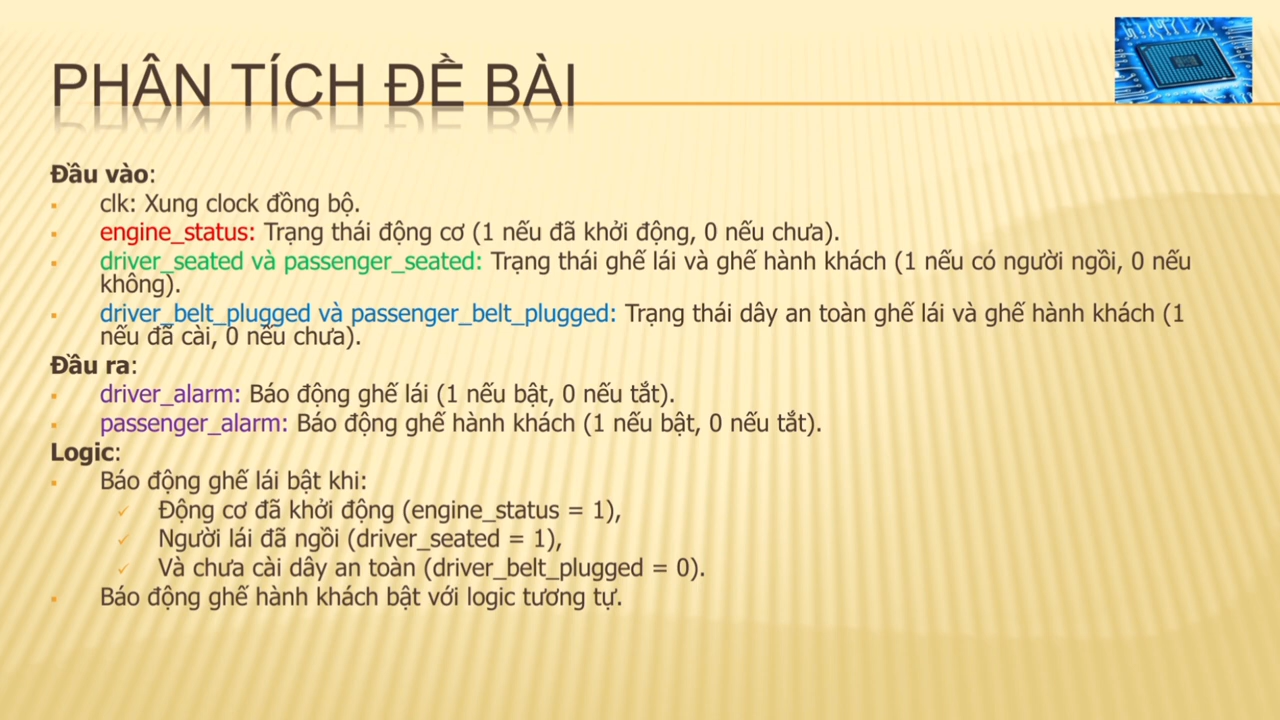 PHÂN TÍCH ĐỀ BÀI
Đầu vào:
▪ clk: Xung clock đồng bộ.
▪ engine_status: Trạng thái động cơ (1 nếu đã khởi động, 0 nếu chưa).
▪ driver_seated và passenger_seated: Trạng thái ghế lái và ghế hành khách (1 nếu có người ngồi, 0 nếu
không).
▪ driver_belt_plugged và passenger_belt_plugged: Trạng thái dây an toàn ghế lái và ghế hành khách (1
nếu đã cài, 0 nếu chưa).
Đầu ra:
▪ driver_alarm: Báo động ghế lái (1 nếu bật, 0 nếu tắt).
▪ passenger_alarm: Báo động ghế hành khách (1 nếu bật, 0 nếu tắt).
Logic:
▪ Báo động ghế lái bật khi:
✓ Động cơ đã khởi động (engine_status = 1),
✓ Người lái đã ngồi (driver_seated = 1),
✓ Và chưa cài dây an toàn (driver_belt_plugged = 0).
▪ Báo động ghế hành khách bật với logic tương tự.